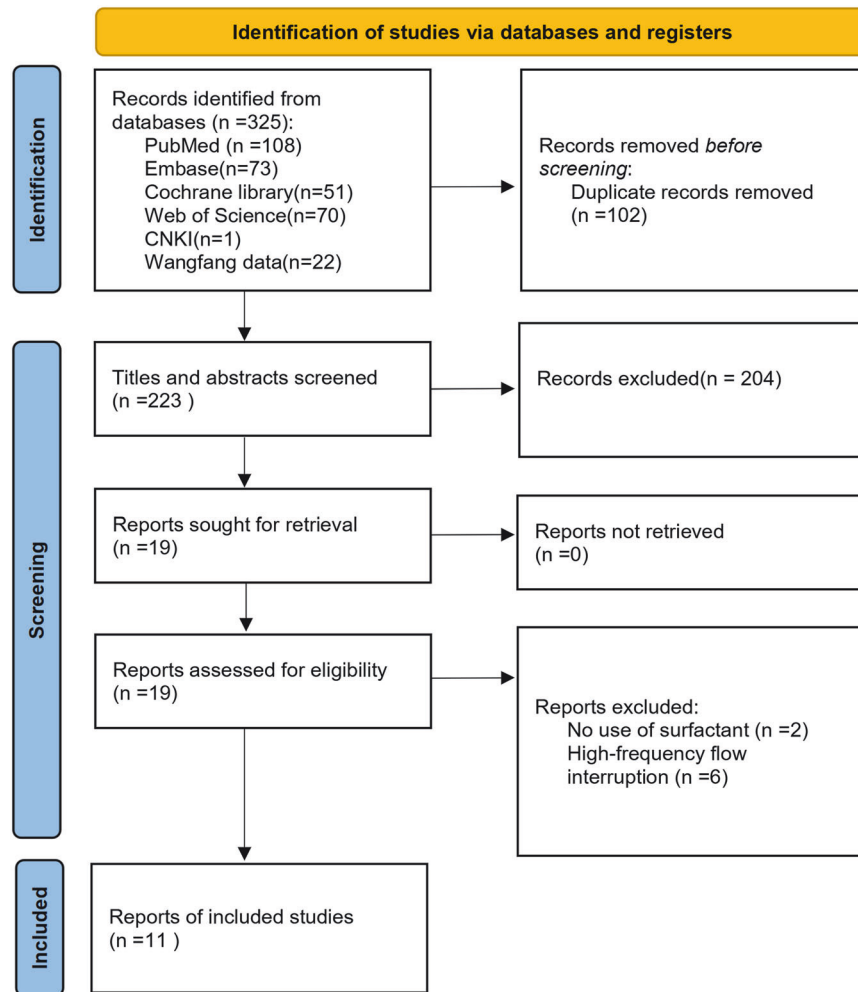 Identification of studies via databases and registers
Identification
Records identified from
databases (n =325):
PubMed (n =108)
Embase(n=73)
Cochrane library(n=51)
Web of Science(n=70)
CNKI(n=1)
Wangfang data(n=22)
Records removed before
screening:
Duplicate records removed
(n =102)
Screening
Titles and abstracts screened
(n =223 )
Records excluded(n = 204)
Reports sought for retrieval
(n =19)
Reports not retrieved
(n =0)
Reports assessed for eligibility
(n =19)
Reports excluded:
No use of surfactant (n =2)
High-frequency flow
interruption (n =6)
Included
Reports of included studies
(n =11 )